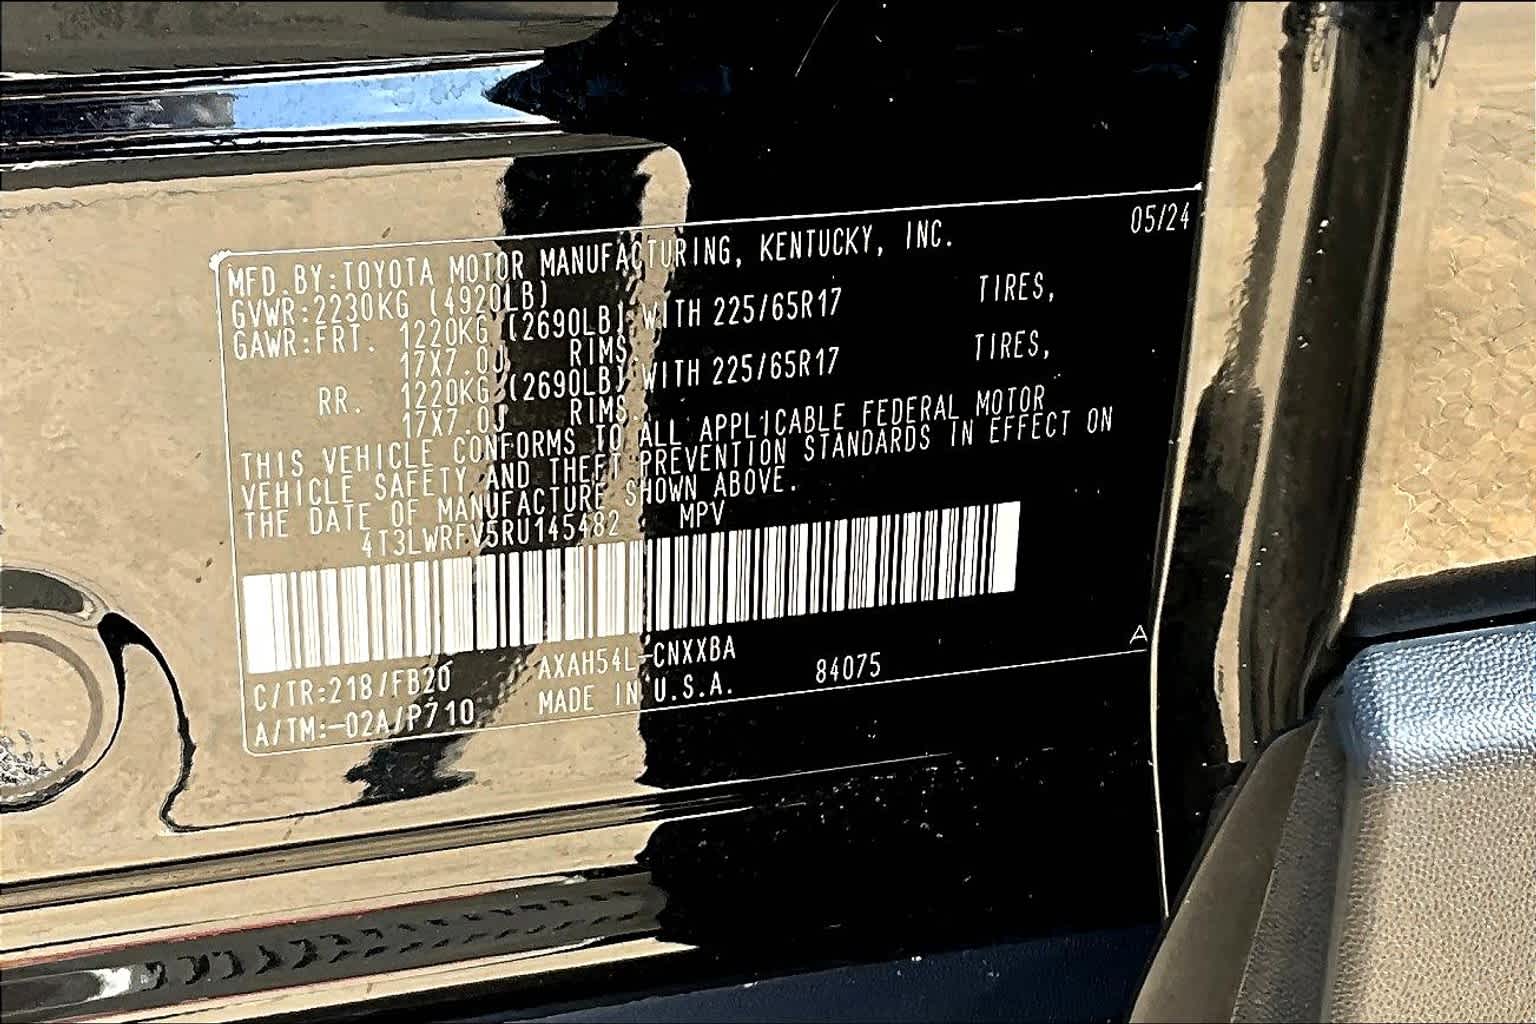 05/24
MFD.BY:TOYOTA MOTOR MANUFACTURING, KENTUCKY, INC.
GVWR:2230KG (4920LB)
GAWR:FRT. 1220KG (2690LB) WITH 225/65R17 TIRES,
17X7.0J RIMS.
RR. 1220KG (2690LB) WITH 225/65R17 TIRES,
17X7.0J RIMS.
THIS VEHICLE CONFORMS TO ALL APPLICABLE FEDERAL MOTOR
VEHICLE SAFETY AND THEFT PREVENTION STANDARDS IN EFFECT ON
THE DATE OF MANUFACTURE SHOWN ABOVE.
4T3LWRFV5RU145482 MPV
C/TR:218/FB20 AXAH54L-CNXXBA
A/TM:-02A/P710 MADE IN U.S.A. 84075 A